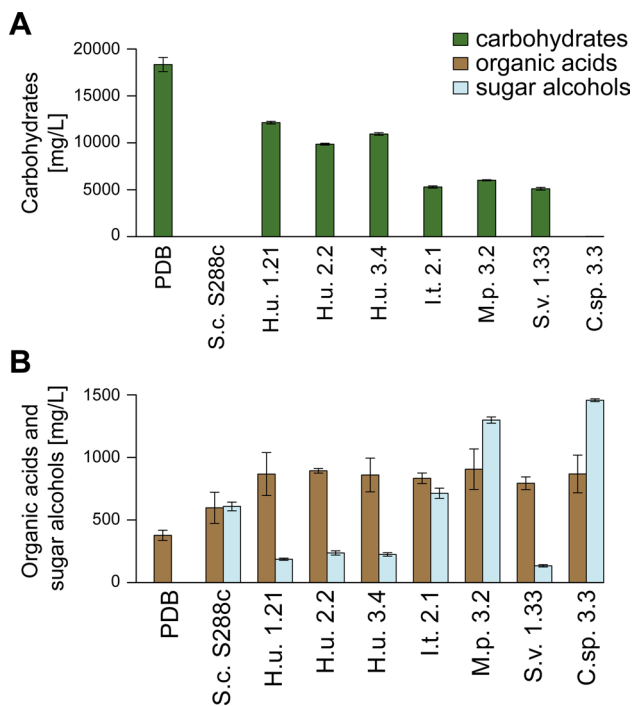 A
carbohydrates
organic acids
sugar alcohols
Carbohydrates
[mg/L]
20000
15000
10000
5000
0
PDB
S.c. S288c
H.u. 1.21
H.u. 2.2
H.u. 3.4
I.t. 2.1
M.p. 3.2
S.v. 1.33
C.sp. 3.3
B
Organic acids and
sugar alcohols [mg/L]
1500
1000
500
0
PDB
S.c. S288c
H.u. 1.21
H.u. 2.2
H.u. 3.4
I.t. 2.1
M.p. 3.2
S.v. 1.33
C.sp. 3.3